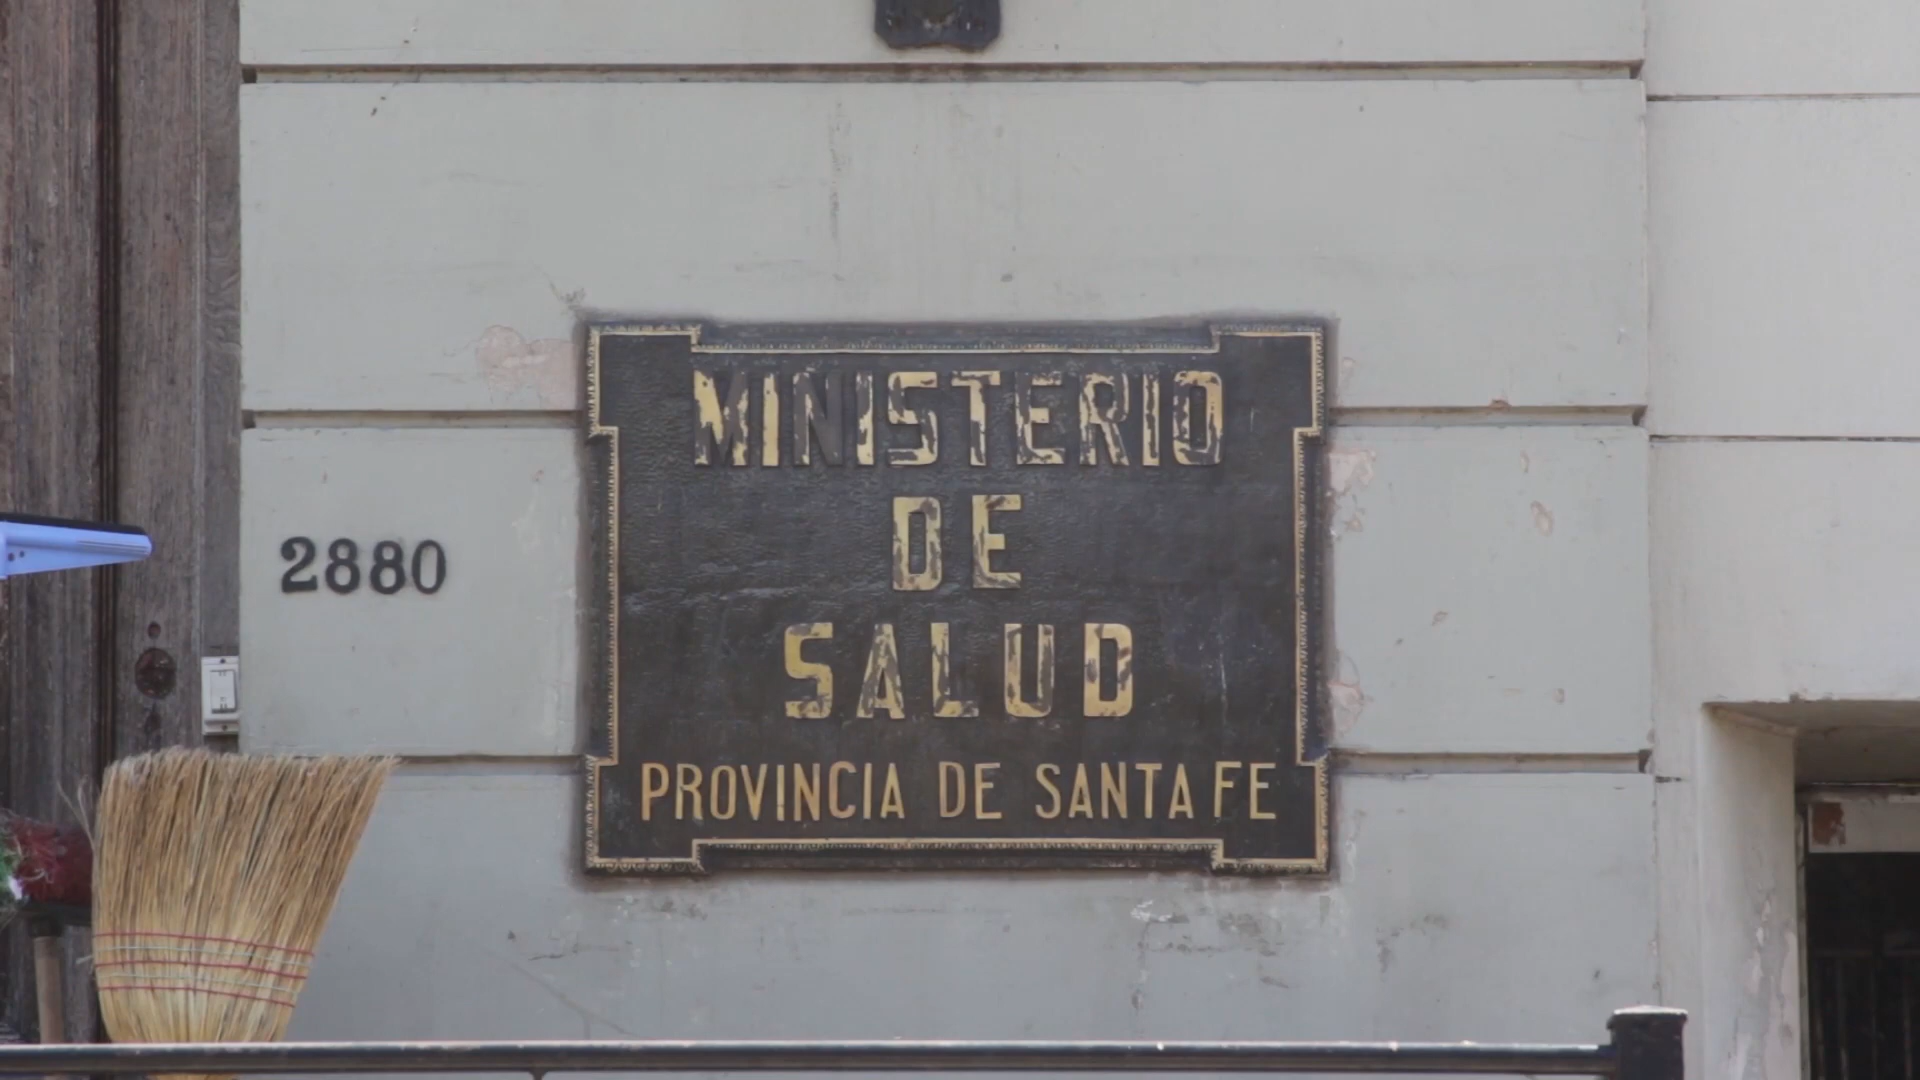 MINISTERIO
DE
SALUD
PROVINCIA DE SANTA FE
2880